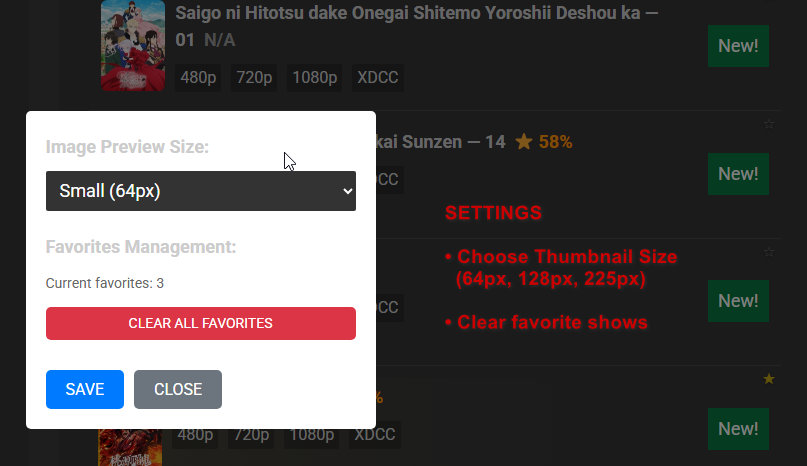 Saigo ni Hitotsu dake Onegai Shitemo Yoroshii Deshou ka —
01 N/A
New!
480p 720p 1080p XDCC
Image Preview Size:
kai Sunzen — 14 ★ 58%
☆
New!
Small (64px)
DCC
SETTINGS
Favorites Management:
• Choose Thumbnail Size
(64px, 128px, 225px)
☆
Current favorites: 3
New!
DCC
CLEAR ALL FAVORITES
• Clear favorite shows
★
SAVE CLOSE
%
New!
480p 720p 1080p XDCC